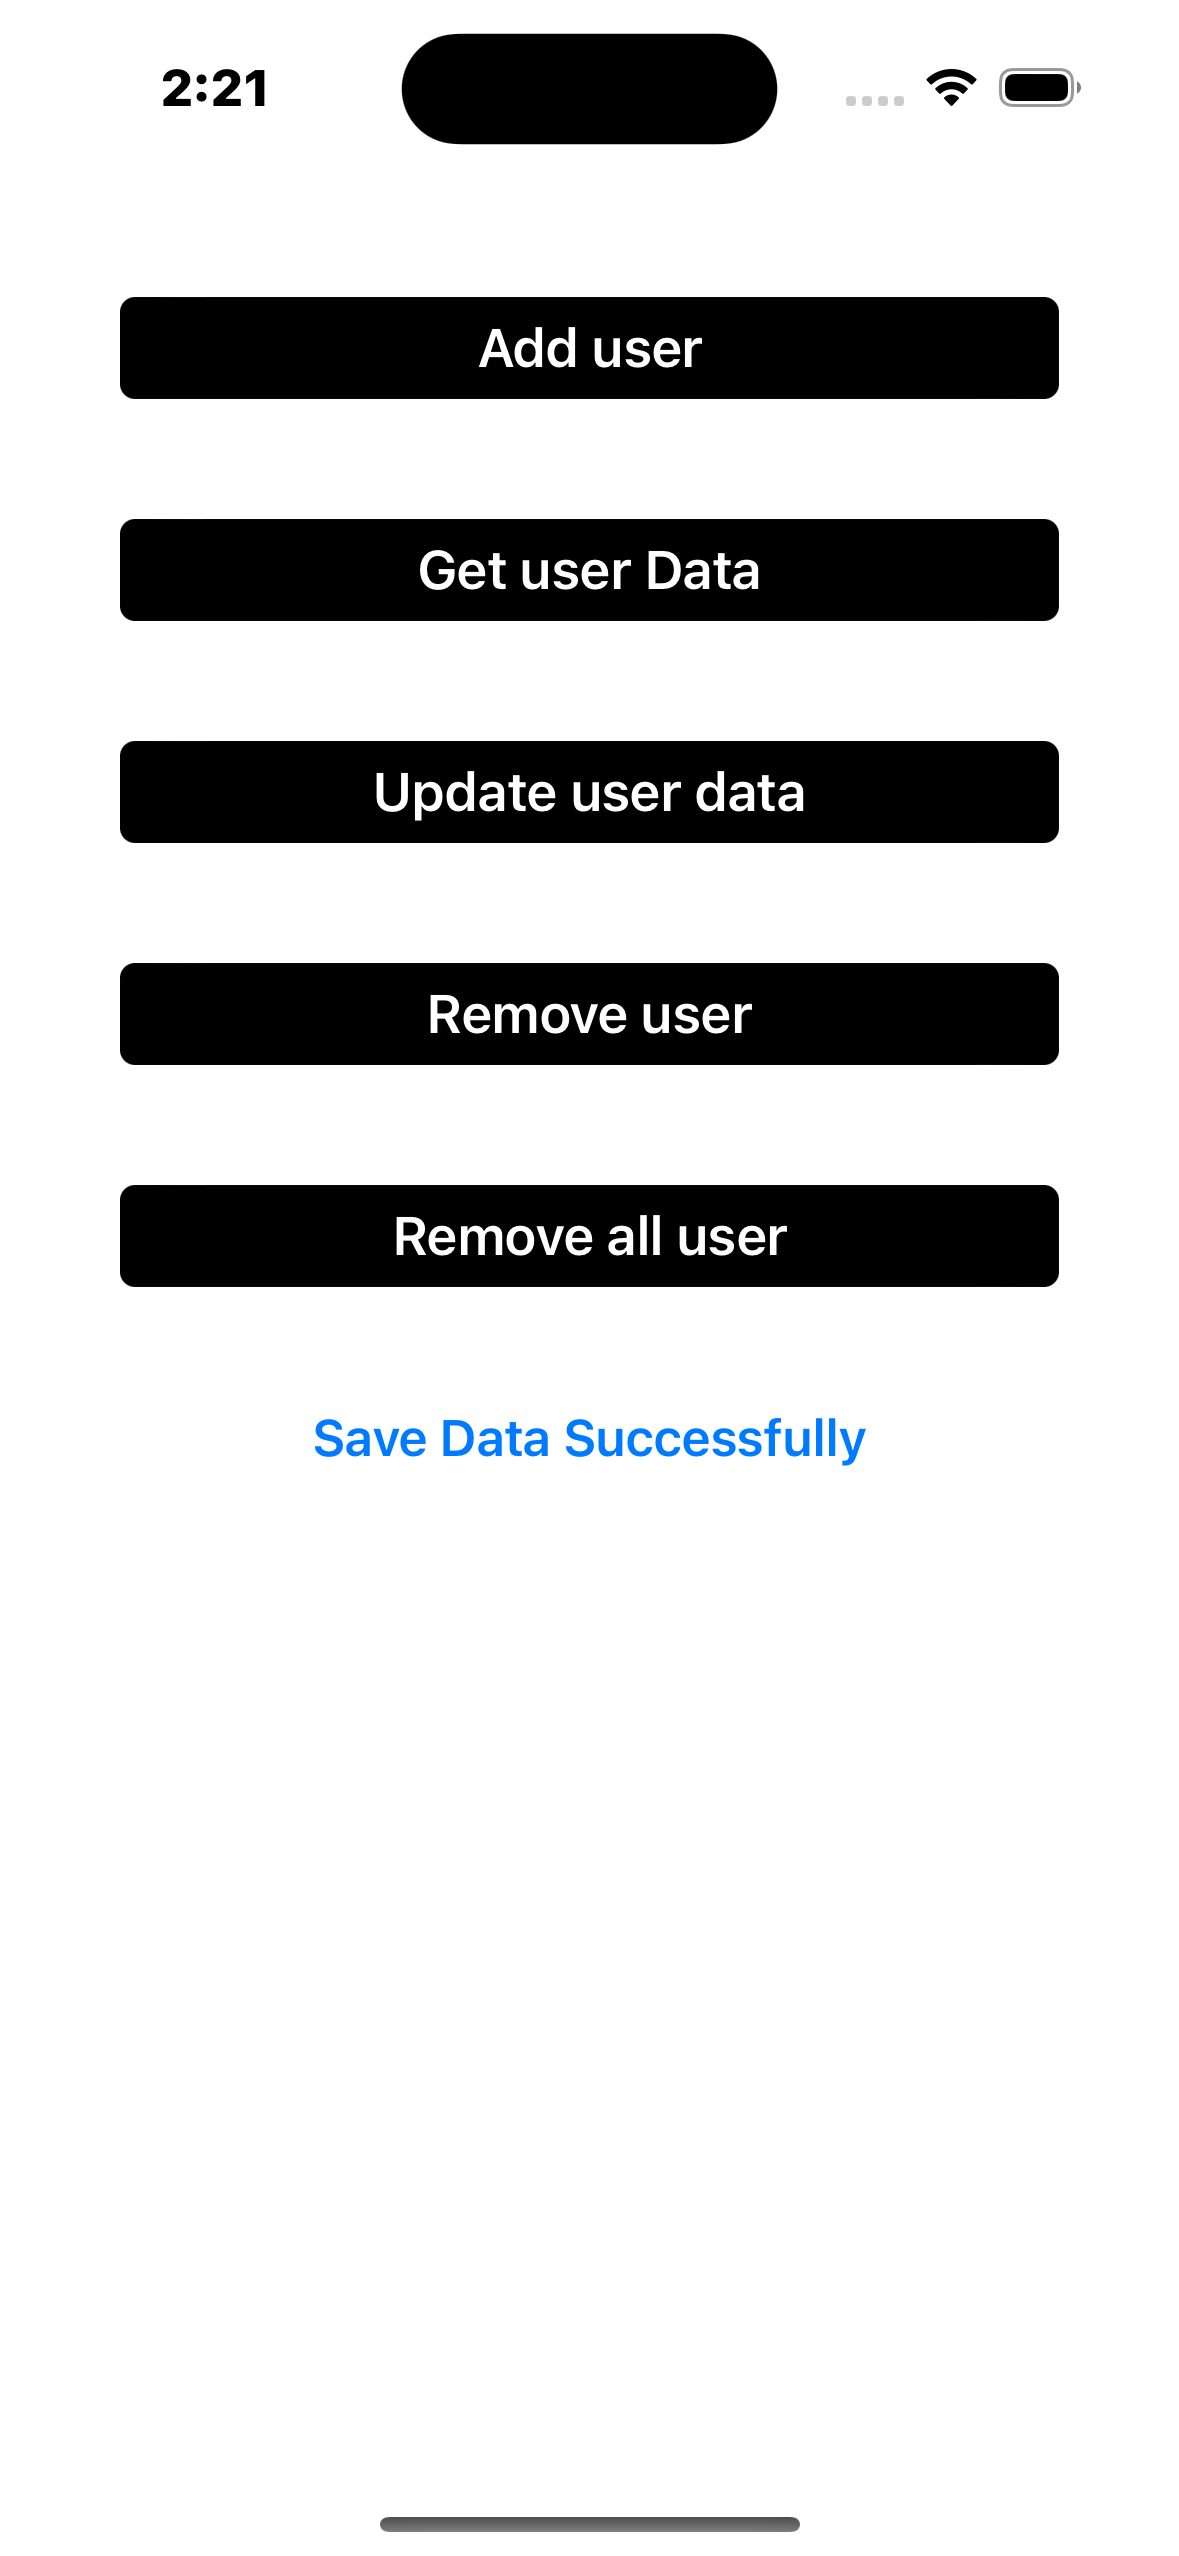 2:21
Add user
Get user Data
Update user data
Remove user
Remove all user
Save Data Successfully